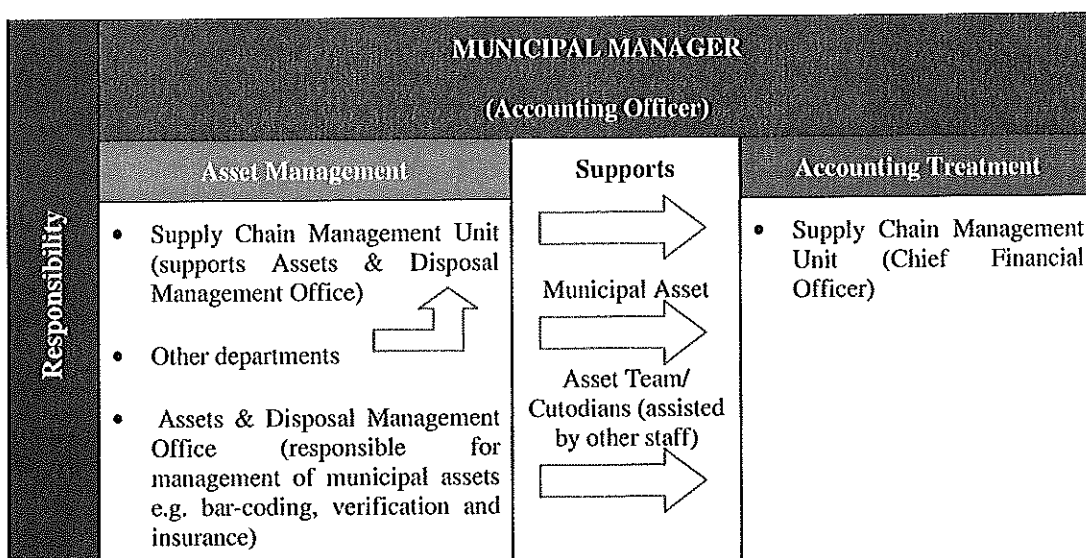 MUNICIPAL MANAGER
(Accounting Officer)
Responsibility
Asset Management
• Supply Chain Management Unit
(supports Assets & Disposal
Management Office)
• Other departments
• Assets & Disposal Management
Office (responsible for
management of municipal assets
e.g. bar-coding, verification and
insurance)
Supports
Municipal Asset
Asset Team/
Cutodians (assisted
by other staff)
Accounting Treatment
• Supply Chain Management
Unit (Chief Financial
Officer)